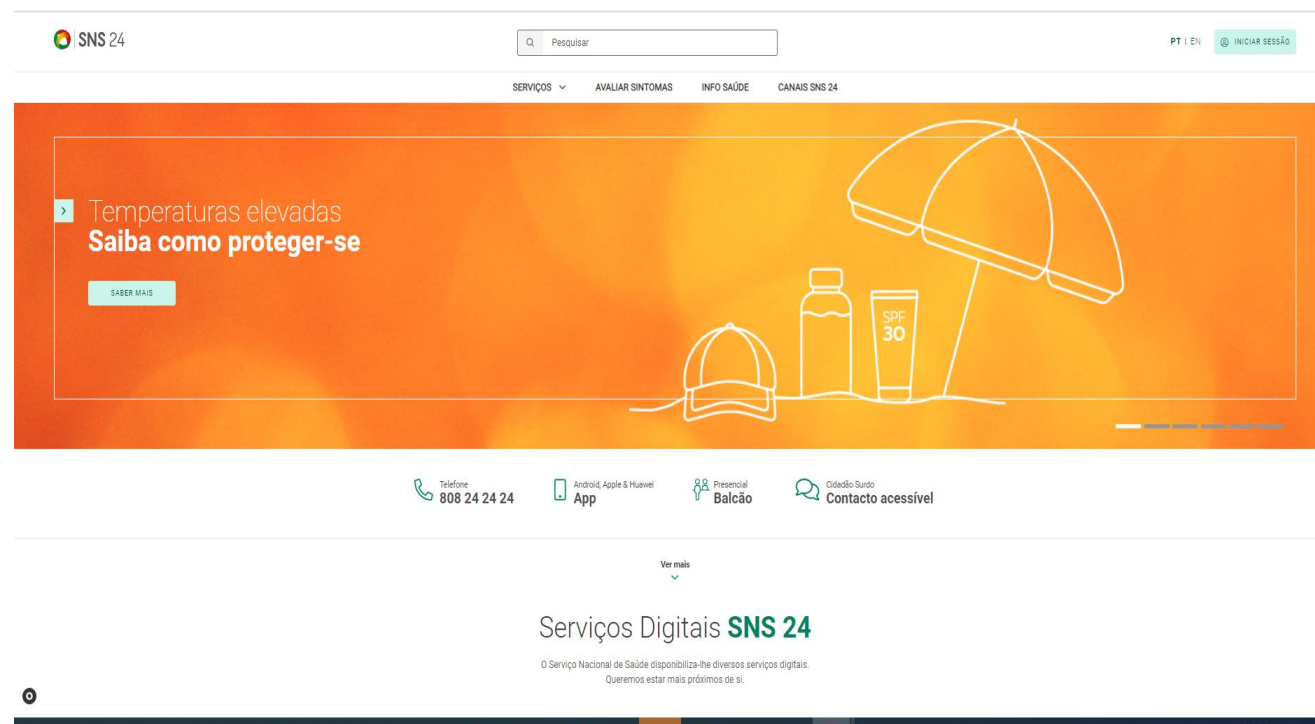 SNS 24
Pesquisar
PT | EN
INICIAR SESSÃO
SERVIÇOS
AVALIAR SINTOMAS
INFO SAÚDE
CANAIS SNS 24
Temperaturas elevadas
Saiba como proteger-se
SABER MAIS
SPF
30
Telefone
808 24 24 24
Android, Apple & Huawei
App
Presencial
Balcão
Cidadão Surdo
Contacto acessível
Ver mais
Serviços Digitais SNS 24
O Serviço Nacional de Saúde disponibiliza-lhe diversos serviços digitais.
Queremos estar mais próximos de si.